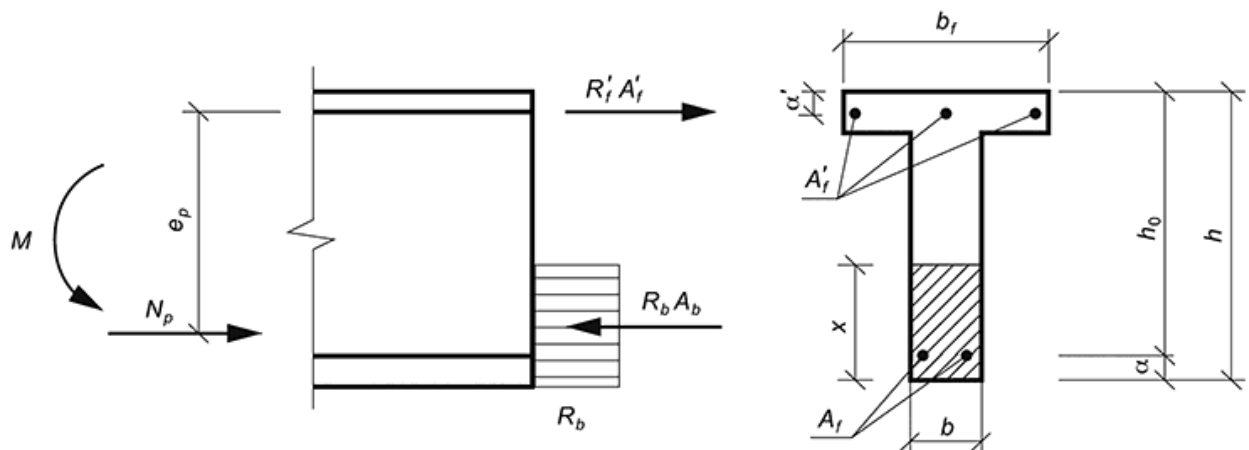 M
N_p
e_p
R'_f A'_f
R_b A_b
R_b
b_f
α'
A'_f
h_0
h
x
α
A_f
b